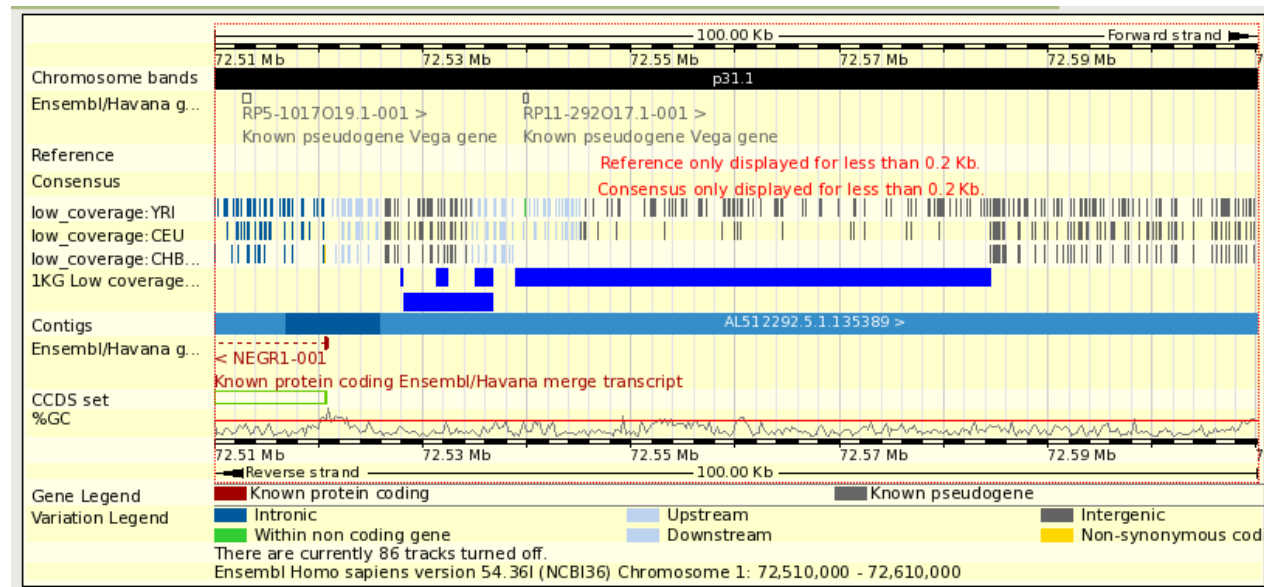 100.00 Kb Forward strand
72.51 Mb 72.53 Mb 72.55 Mb 72.57 Mb 72.59 Mb 7
Chromosome bands p31.1
Ensembl/Havana g...
RP5-1017O19.1-001 > RP11-292O17.1-001 >
Known pseudogene Vega gene Known pseudogene Vega gene
Reference Reference only displayed for less than 0.2 Kb.
Consensus Consensus only displayed for less than 0.2 Kb.
low_coverage:YRI
low_coverage:CEU
low_coverage:CHB...
1KG Low coverage...
Contigs AL512292.5.1.135389 >
Ensembl/Havana g...
< NEGR1-001
Known protein coding Ensembl/Havana merge transcript
CCDS set
%GC
72.51 Mb 72.53 Mb 72.55 Mb 72.57 Mb 72.59 Mb 7
Reverse strand 100.00 Kb
Gene Legend Known protein coding Known pseudogene
Variation Legend Intronic Upstream Intergenic
Within non coding gene Downstream Non-synonymous cod
There are currently 86 tracks turned off.
Ensembl Homo sapiens version 54.36l (NCBI36) Chromosome 1: 72,510,000 - 72,610,000